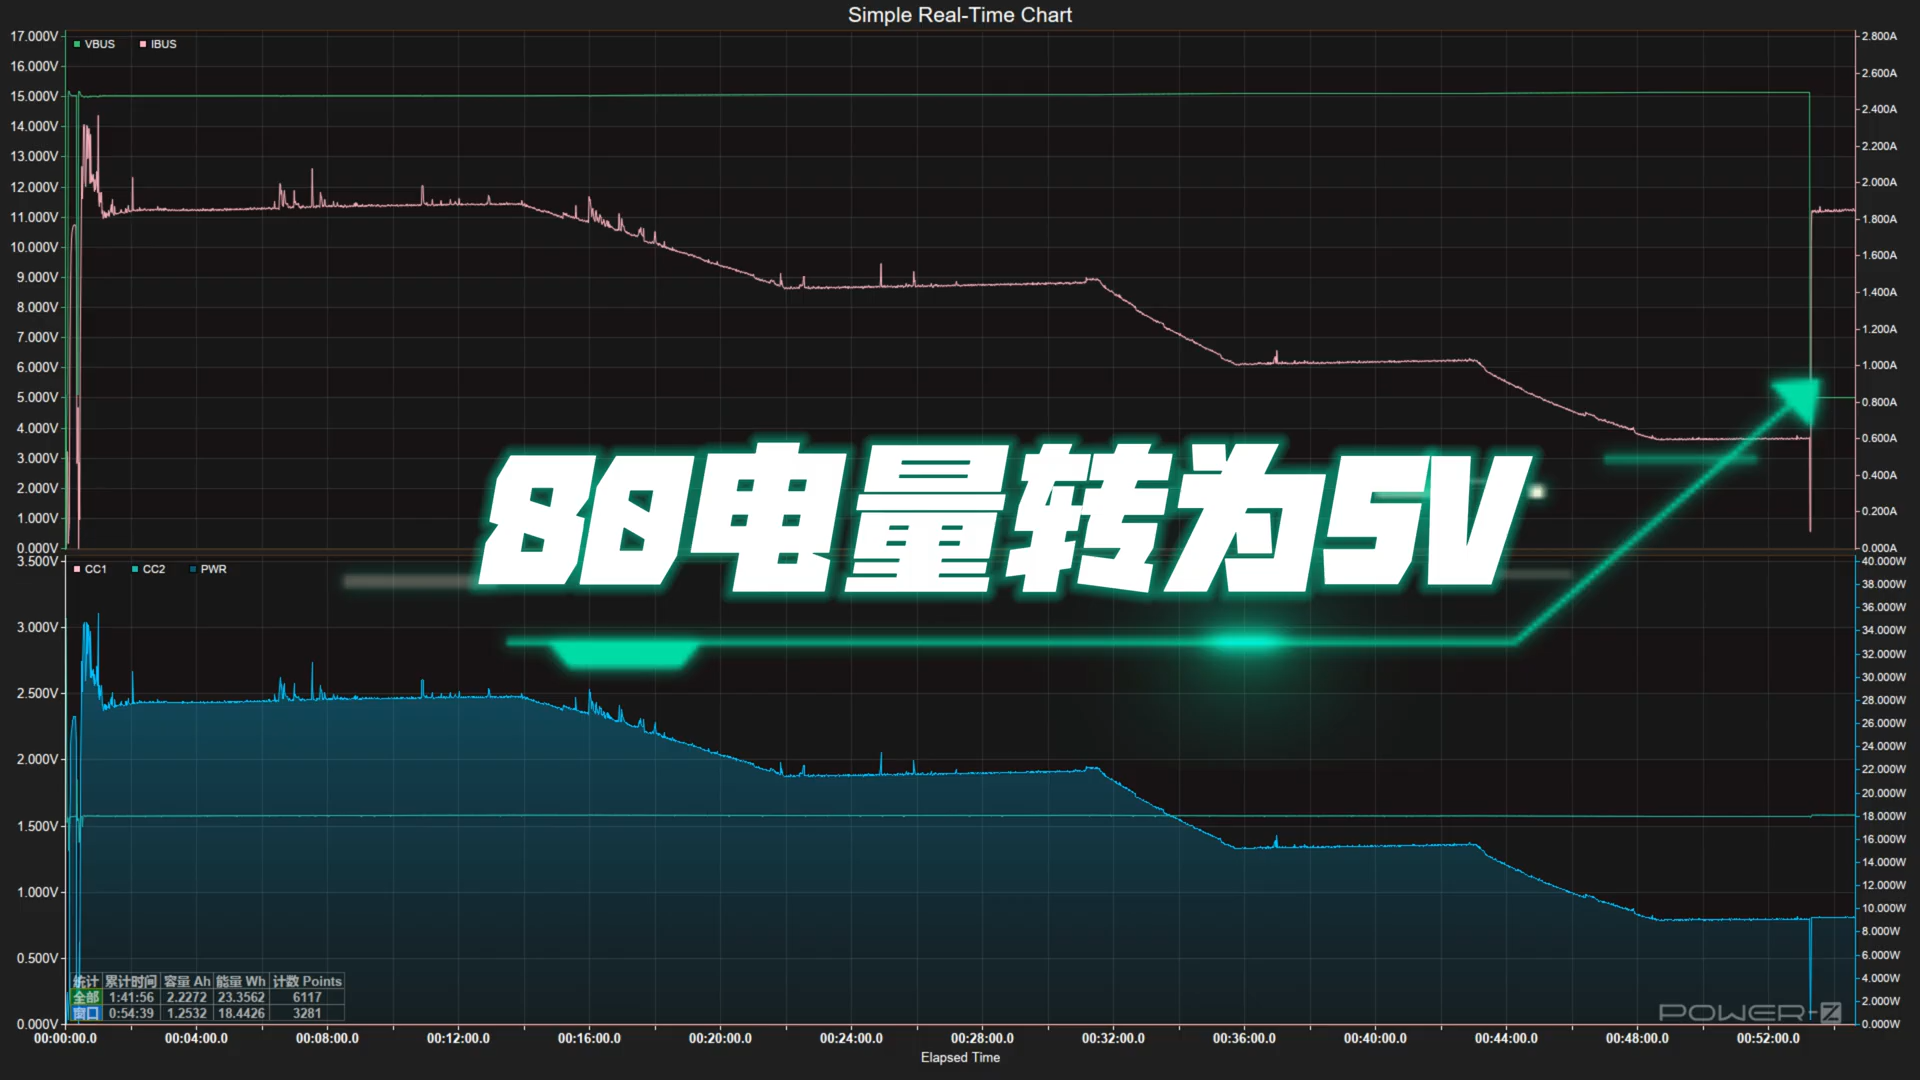 Simple Real-Time Chart
VBUS IBUS
17.000V
16.000V
15.000V
14.000V
13.000V
12.000V
11.000V
10.000V
9.000V
8.000V
7.000V
6.000V
5.000V
4.000V
3.000V
2.000V
1.000V
0.000V
2.800A
2.600A
2.400A
2.200A
2.000A
1.800A
1.600A
1.400A
1.200A
1.000A
0.800A
0.600A
0.400A
0.200A
0.000A
86电量转为5V
CC1 CC2 PWR
3.500V
3.000V
2.500V
2.000V
1.500V
1.000V
0.500V
0.000V
40.000W
38.000W
36.000W
34.000W
32.000W
30.000W
28.000W
26.000W
24.000W
22.000W
20.000W
18.000W
16.000W
14.000W
12.000W
10.000W
8.000W
6.000W
4.000W
2.000W
0.000W
统计 累计时间 容量 Ah 能量 Wh 计数 Points
全部 1:41:56 2.2272 23.3562 6117
窗口 0:54:39 1.2532 18.4426 3281
POWER-Z
00:00:00.0 00:04:00.0 00:08:00.0 00:12:00.0 00:16:00.0 00:20:00.0 00:24:00.0 00:28:00.0 00:32:00.0 00:36:00.0 00:40:00.0 00:44:00.0 00:48:00.0 00:52:00.0
Elapsed Time